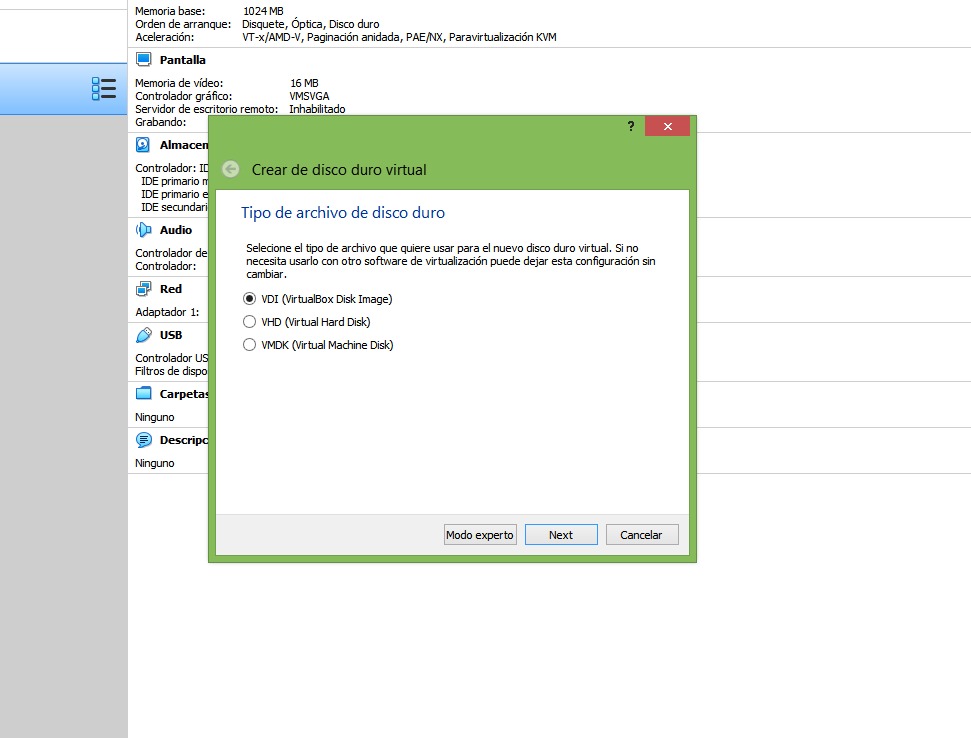 Memoria base: 1024 MB
Orden de arranque: Disquete, Óptica, Disco duro
Aceleración: VT-x/AMD-V, Paginación anidada, PAE/NX, Paravirtualización KVM
Pantalla
Memoria de vídeo: 16 MB
Controlador gráfico: VMSVGA
Servidor de escritorio remoto: Inhabilitado
Grabando:
?
Almacen
Crear de disco duro virtual
Controlador: ID
IDE primario m
IDE primario e
IDE secundari
Tipo de archivo de disco duro
Audio
Controlador de
Controlador:
Selecione el tipo de archivo que quiere usar para el nuevo disco duro virtual. Si no
necesita usarlo con otro software de virtualización puede dejar esta configuración sin
cambiar.
Red
Adaptador 1:
VDI (VirtualBox Disk Image)
VHD (Virtual Hard Disk)
VMDK (Virtual Machine Disk)
USB
Controlador US
Filtros de dispo
Carpetas
Ninguno
Descripc
Ninguno
Modo experto Next Cancelar